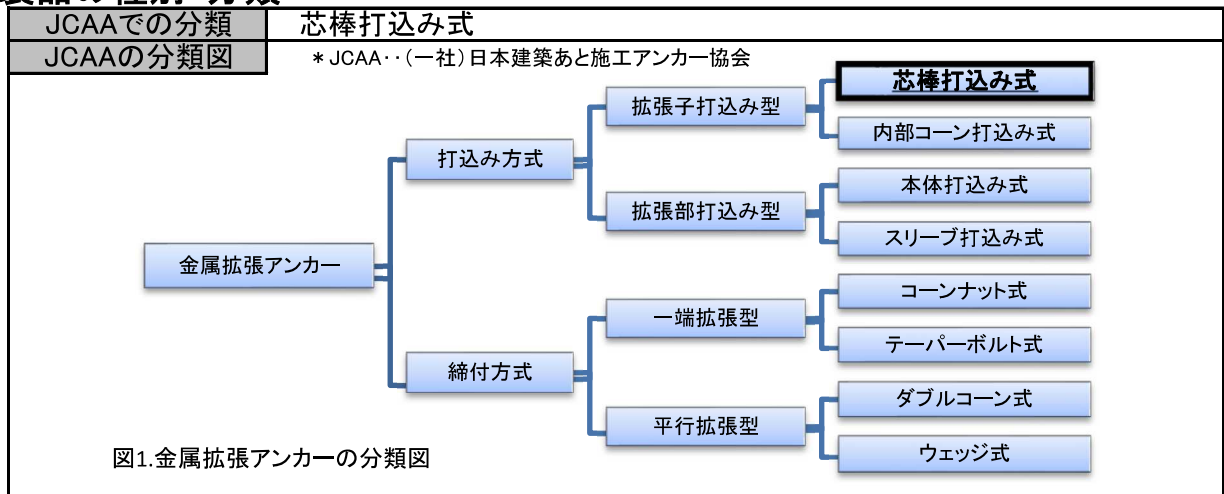 JCAAでの分類 芯棒打込み式
JCAAの分類図 *JCAA‥(一社)日本建築あと施工アンカー協会
芯棒打込み式
拡張子打込み型
内部コーン打込み式
打込み方式
本体打込み式
拡張部打込み型
スリーブ打込み式
金属拡張アンカー
コーンナット式
一端拡張型
テーパーボルト式
締付方式
ダブルコーン式
平行拡張型
ウェッジ式
図1.金属拡張アンカーの分類図